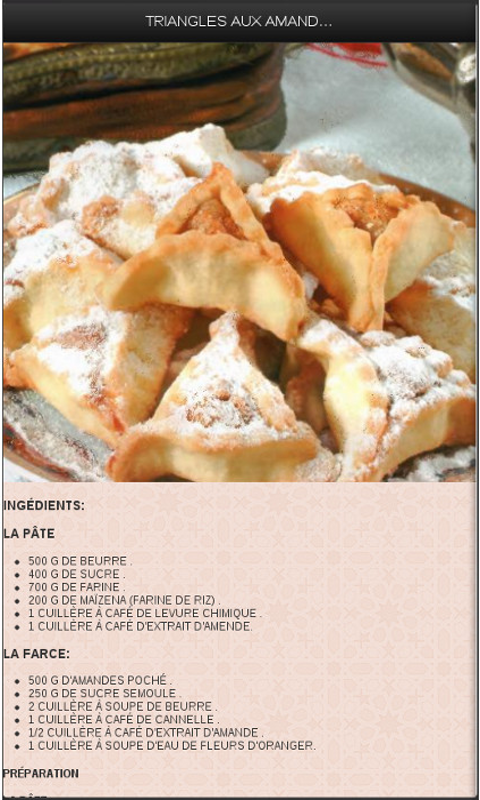 TRIANGLES AUX AMAND...
INGÉDIENTS:
LA PÂTE
500 G DE BEURRE .
400 G DE SUCRE .
700 G DE FARINE .
200 G DE MAÏZENA (FARINE DE RIZ) .
1 CUILLÈRE À CAFÉ DE LEVURE CHIMIQUE .
1 CUILLÈRE À CAFÉ D'EXTRAIT D'AMENDE.
LA FARCE:
500 G D'AMANDES POCHÉ .
250 G DE SUCRE SEMOULE .
2 CUILLÈRE À SOUPE DE BEURRE .
1 CUILLÈRE À CAFÉ DE CANNELLE .
1/2 CUILLÈRE À CAFÉ D'EXTRAIT D'AMANDE .
1 CUILLÈRE À SOUPE D'EAU DE FLEURS D'ORANGER.
PRÉPARATION